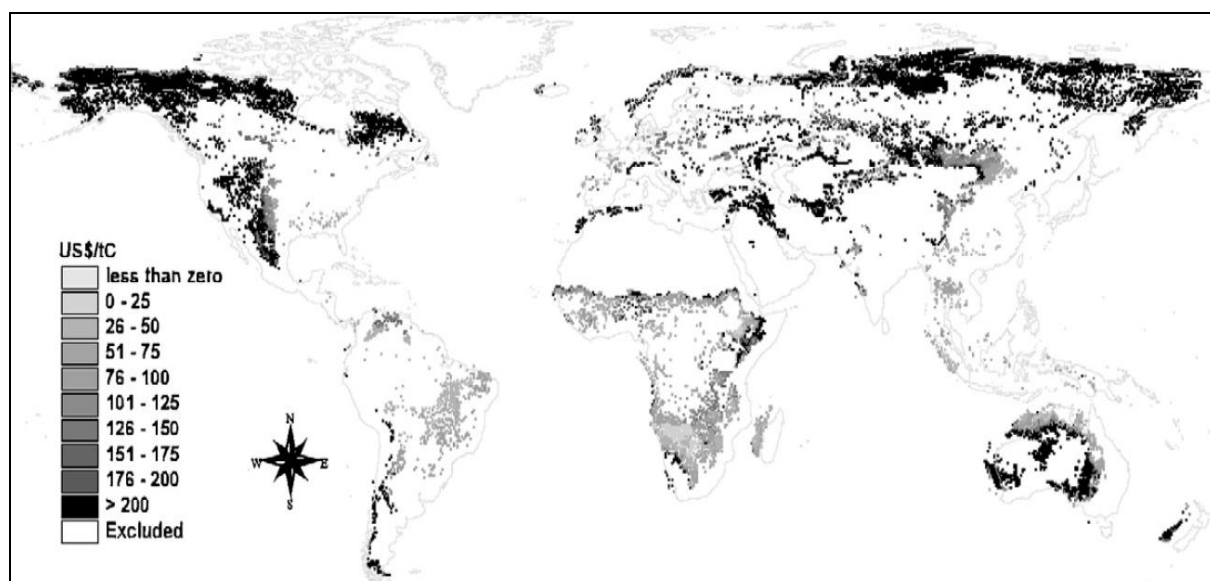 US$/tC
less than zero
0 - 25
26 - 50
51 - 75
76 - 100
101 - 125
126 - 150
151 - 175
176 - 200
> 200
Excluded
N
W E
S